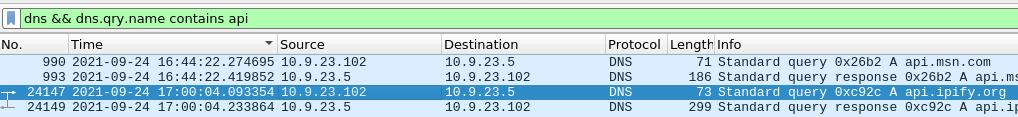 dns && dns.qry.name contains api
No. Time Source Destination Protocol Length Info
990 2021-09-24 16:44:22.274695 10.9.23.102 10.9.23.5 DNS 71 Standard query 0x26b2 A api.msn.com
993 2021-09-24 16:44:22.419852 10.9.23.5 10.9.23.102 DNS 186 Standard query response 0x26b2 A api.ms
24147 2021-09-24 17:00:04.093354 10.9.23.102 10.9.23.5 DNS 73 Standard query 0xc92c A api.ipify.org
24149 2021-09-24 17:00:04.233864 10.9.23.5 10.9.23.102 DNS 299 Standard query response 0xc92c A api.ip